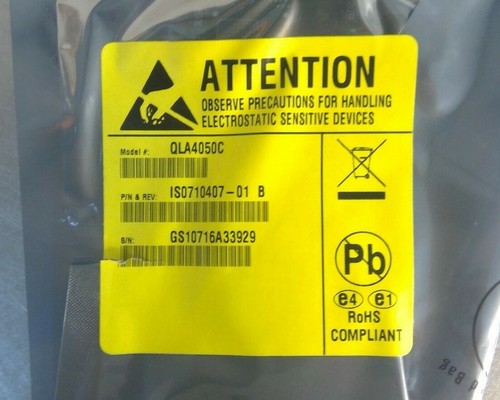 ATTENTION
OBSERVE PRECAUTIONS FOR HANDLING
ELECTROSTATIC SENSITIVE DEVICES
Model #: QLA4050C
P/N & REV: IS0710407-01 B
S/N: GS10716A33929
Pb
e4 e1
RoHS
COMPLIANT
Bag